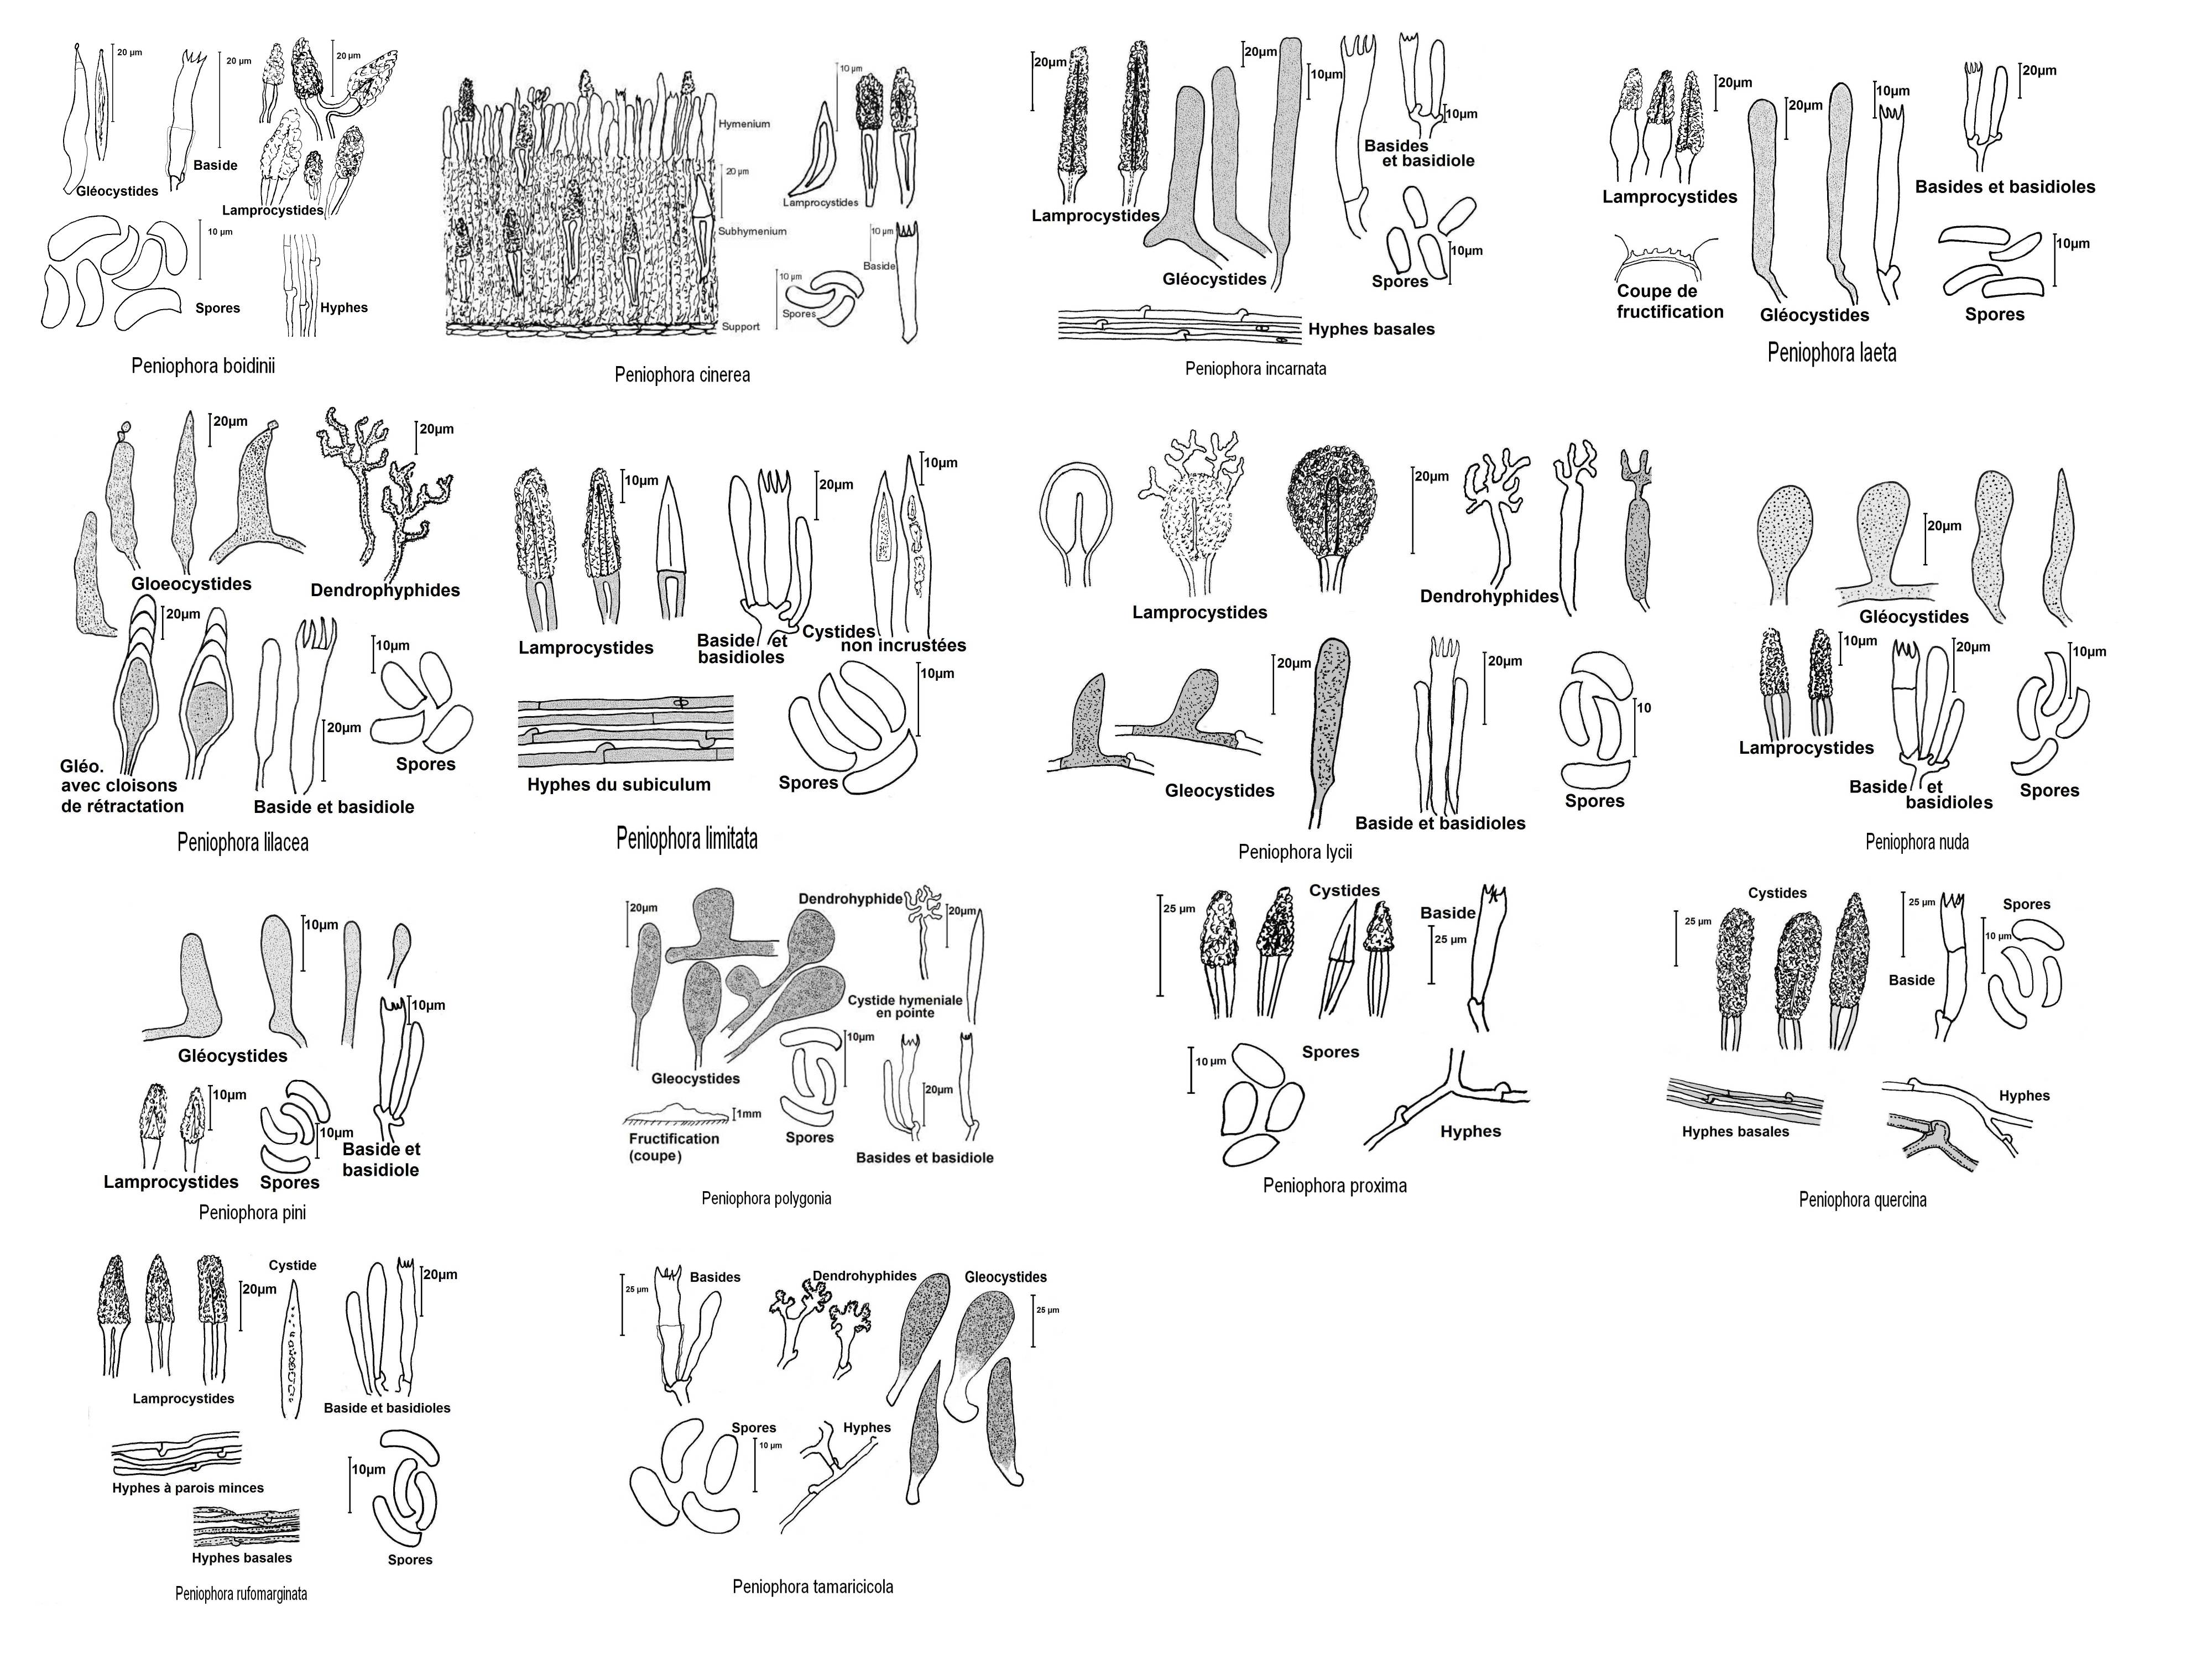 20 µm
Gléocystides
20 µm
Baside
20 µm
Lamprocystides
10 µm
Spores
Hyphes
Peniophora boidinii
Hymenium
20 µm
Subhymenium
Support
10 µm
Lamprocystides
10 µm
Baside
10 µm
Spores
Peniophora cinerea
20µm
Lamprocystides
20µm
Gléocystides
10µm
10µm
Basides
et basidiole
10µm
Spores
Hyphes basales
Peniophora incarnata
20µm
Lamprocystides
20µm
10µm
20µm
Basides et basidioles
Coupe de
fructification
Gléocystides
10µm
Spores
Peniophora laeta
20µm
Gloeocystides
20µm
Dendrophyphides
20µm
Gléo.
avec cloisons
de rétractation
20µm
Baside et basidiole
10µm
Spores
Peniophora lilacea
10µm
Lamprocystides
20µm
Baside et
basidioles
10µm
Cystides
non incrustées
Hyphes du subiculum
10µm
Spores
Peniophora limitata
Lamprocystides
20µm
Dendrohyphides
20µm
Gleocystides
20µm
Baside et basidioles
10
Spores
Peniophora lycii
20µm
Gléocystides
10µm
Lamprocystides
20µm
Baside et
basidioles
10µm
Spores
Peniophora nuda
10µm
Gléocystides
10µm
Lamprocystides
10µm
Spores
10µm
Baside et
basidiole
Peniophora pini
20µm
Gleocystides
Dendrohyphide
20µm
Cystide hymeniale
en pointe
1mm
Fructification
(coupe)
10µm
Spores
20µm
Basides et basidiole
Peniophora polygonia
25 µm
Cystides
Baside
25 µm
10 µm
Spores
Hyphes
Peniophora proxima
Cystides
25 µm
25 µm
Baside
Spores
10 µm
Hyphes basales
Hyphes
Peniophora quercina
20µm
Lamprocystides
Cystide
20µm
Baside et basidioles
Hyphes à parois minces
Hyphes basales
10µm
Spores
Peniophora rufomarginata
25 µm
Basides
Dendrohyphides
Gleocystides
25 µm
Spores
10 µm
Hyphes
Peniophora tamaricicola